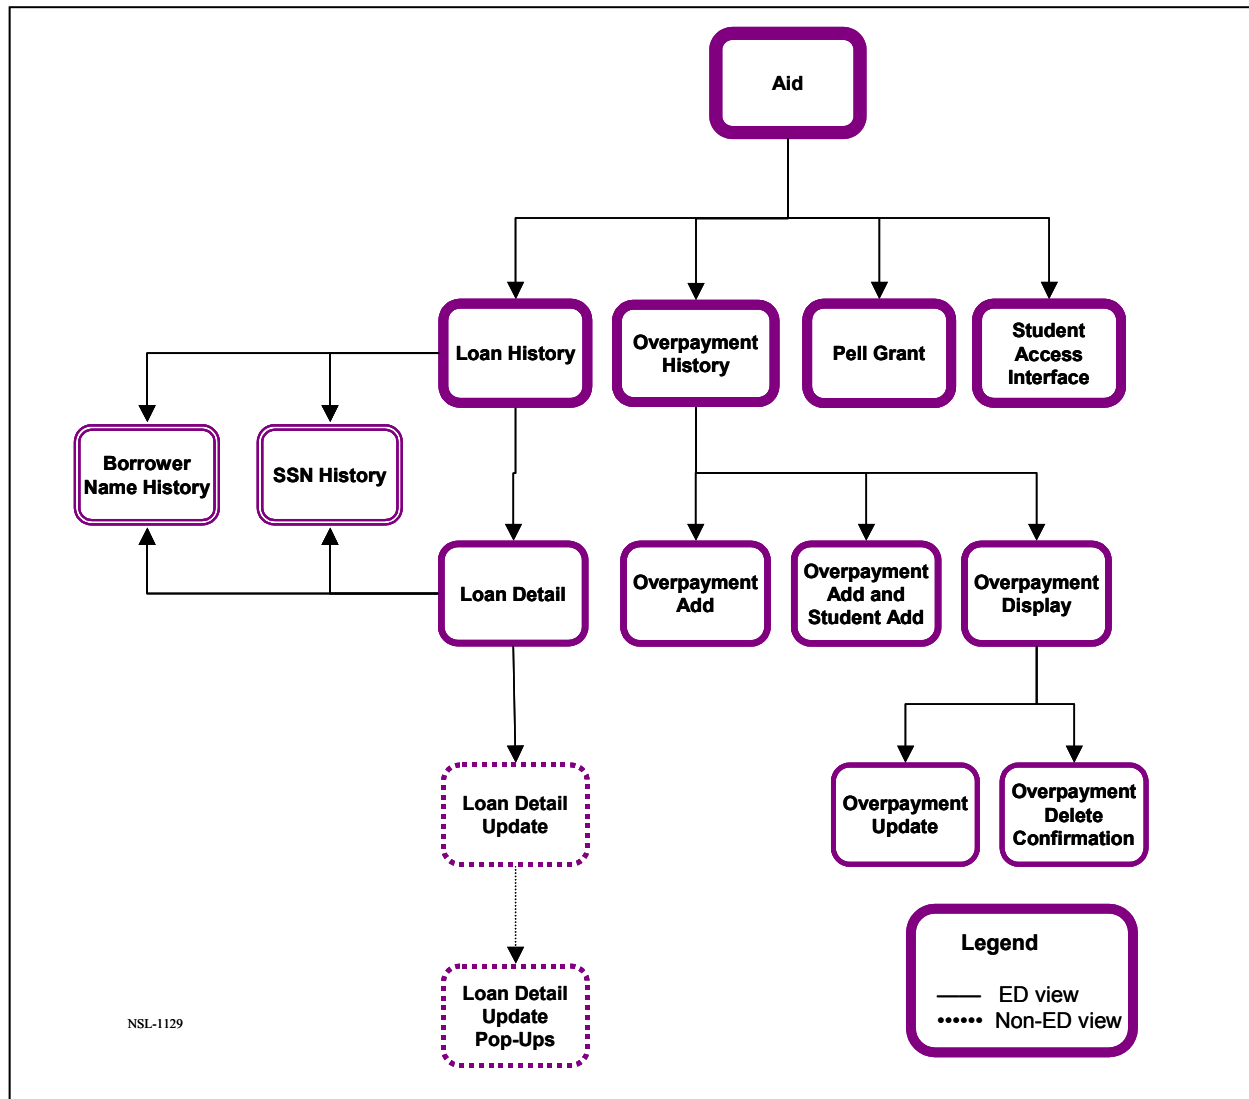 Aid
Loan History
Overpayment
History
Pell Grant
Student
Access
Interface
Borrower
Name History
SSN History
Loan Detail
Overpayment
Add
Overpayment
Add and
Student Add
Overpayment
Display
Loan Detail
Update
Overpayment
Update
Overpayment
Delete
Confirmation
Loan Detail
Update
Pop-Ups
Legend
ED view
Non-ED view
NSL-1129